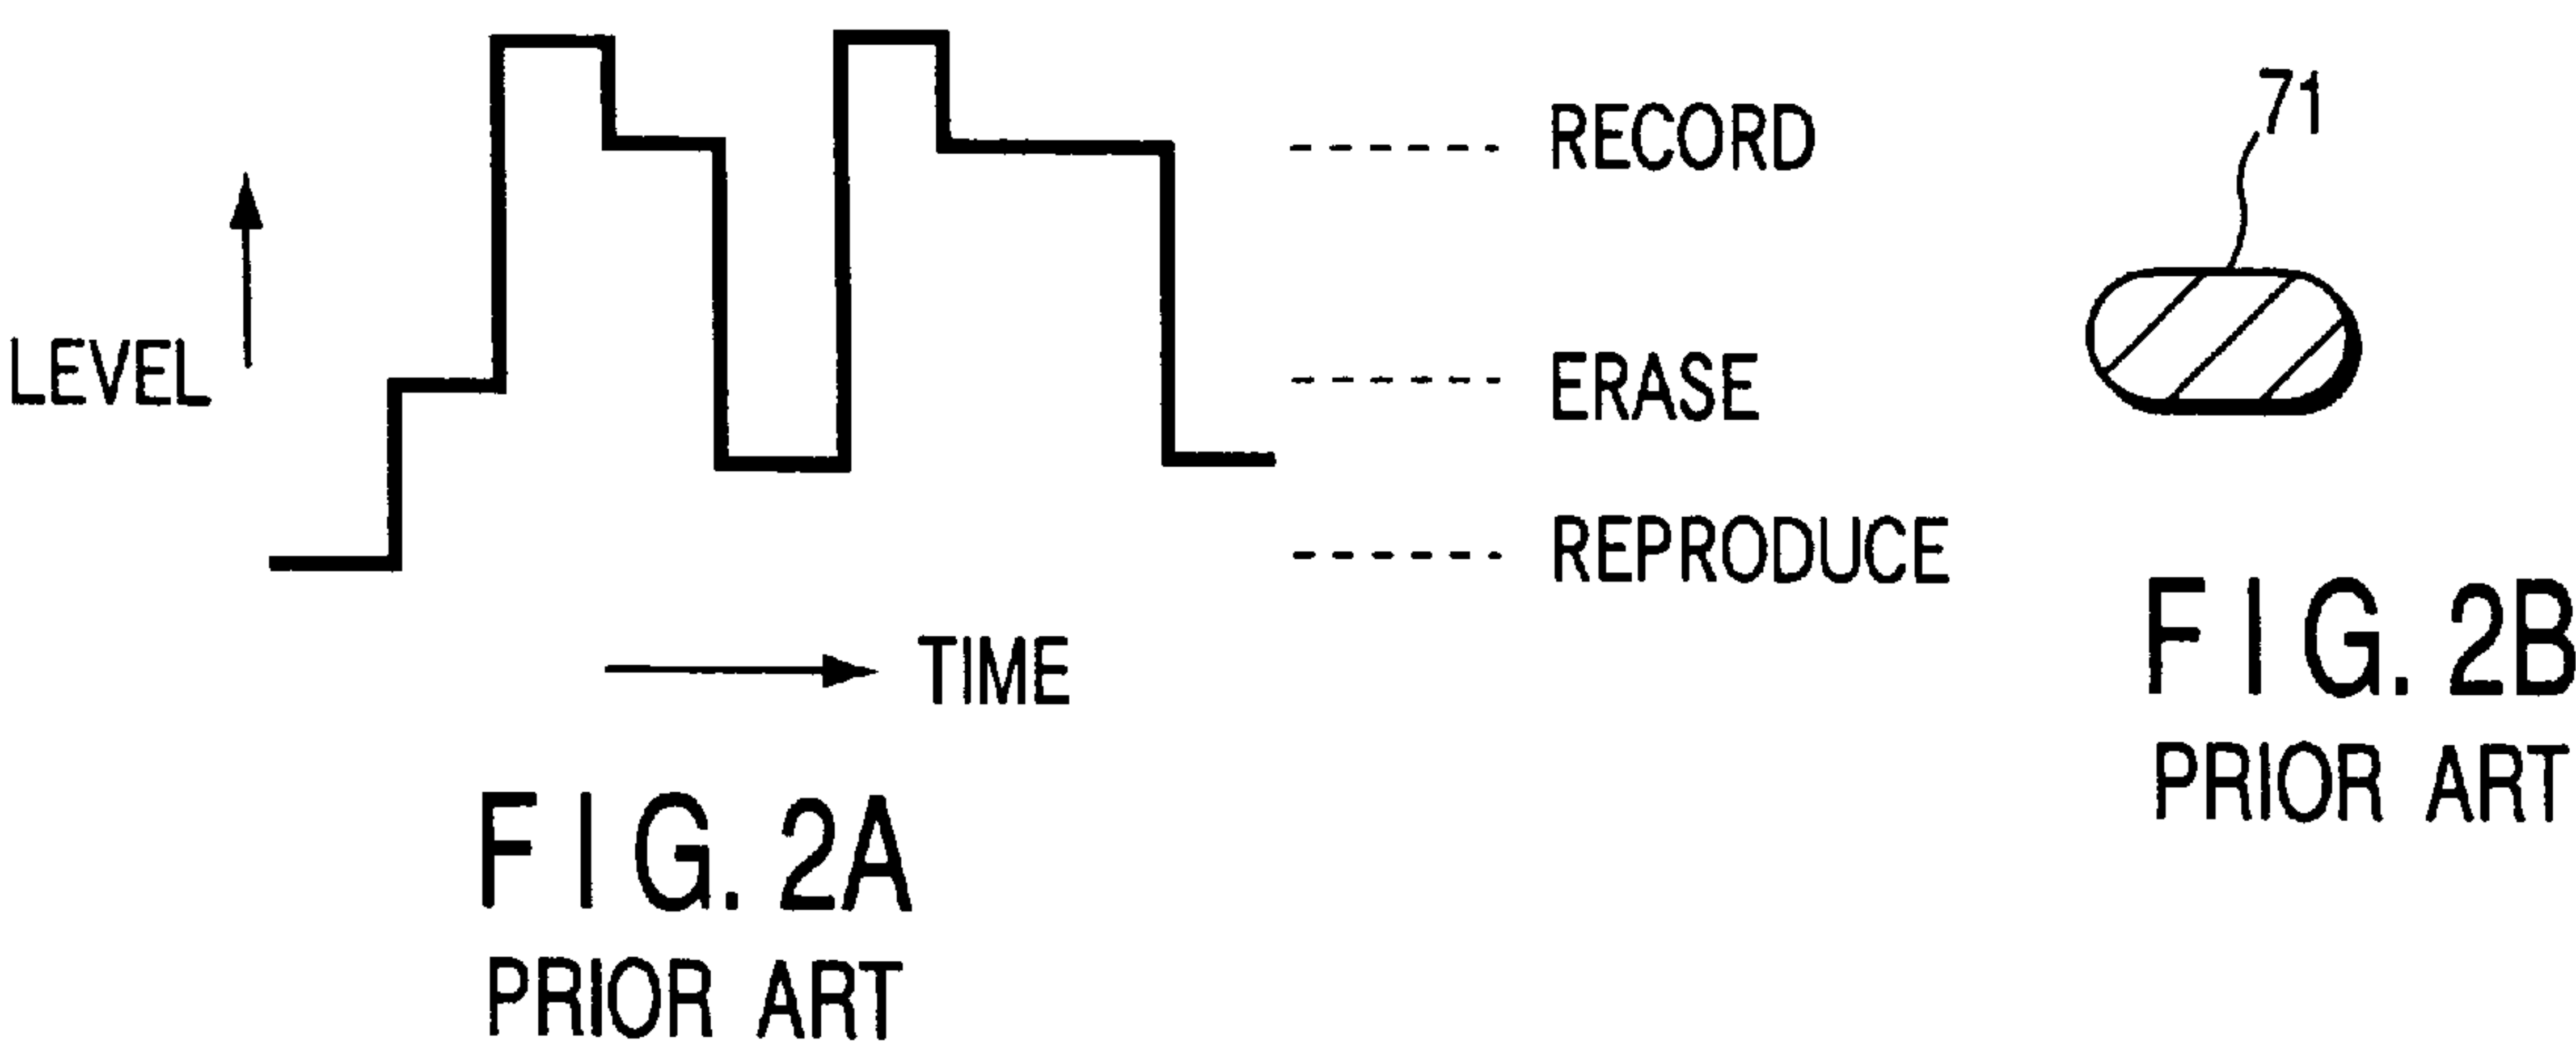 RECORD
LEVEL
ERASE
REPRODUCE
TIME
FIG. 2A
PRIOR ART
71
FIG. 2B
PRIOR ART